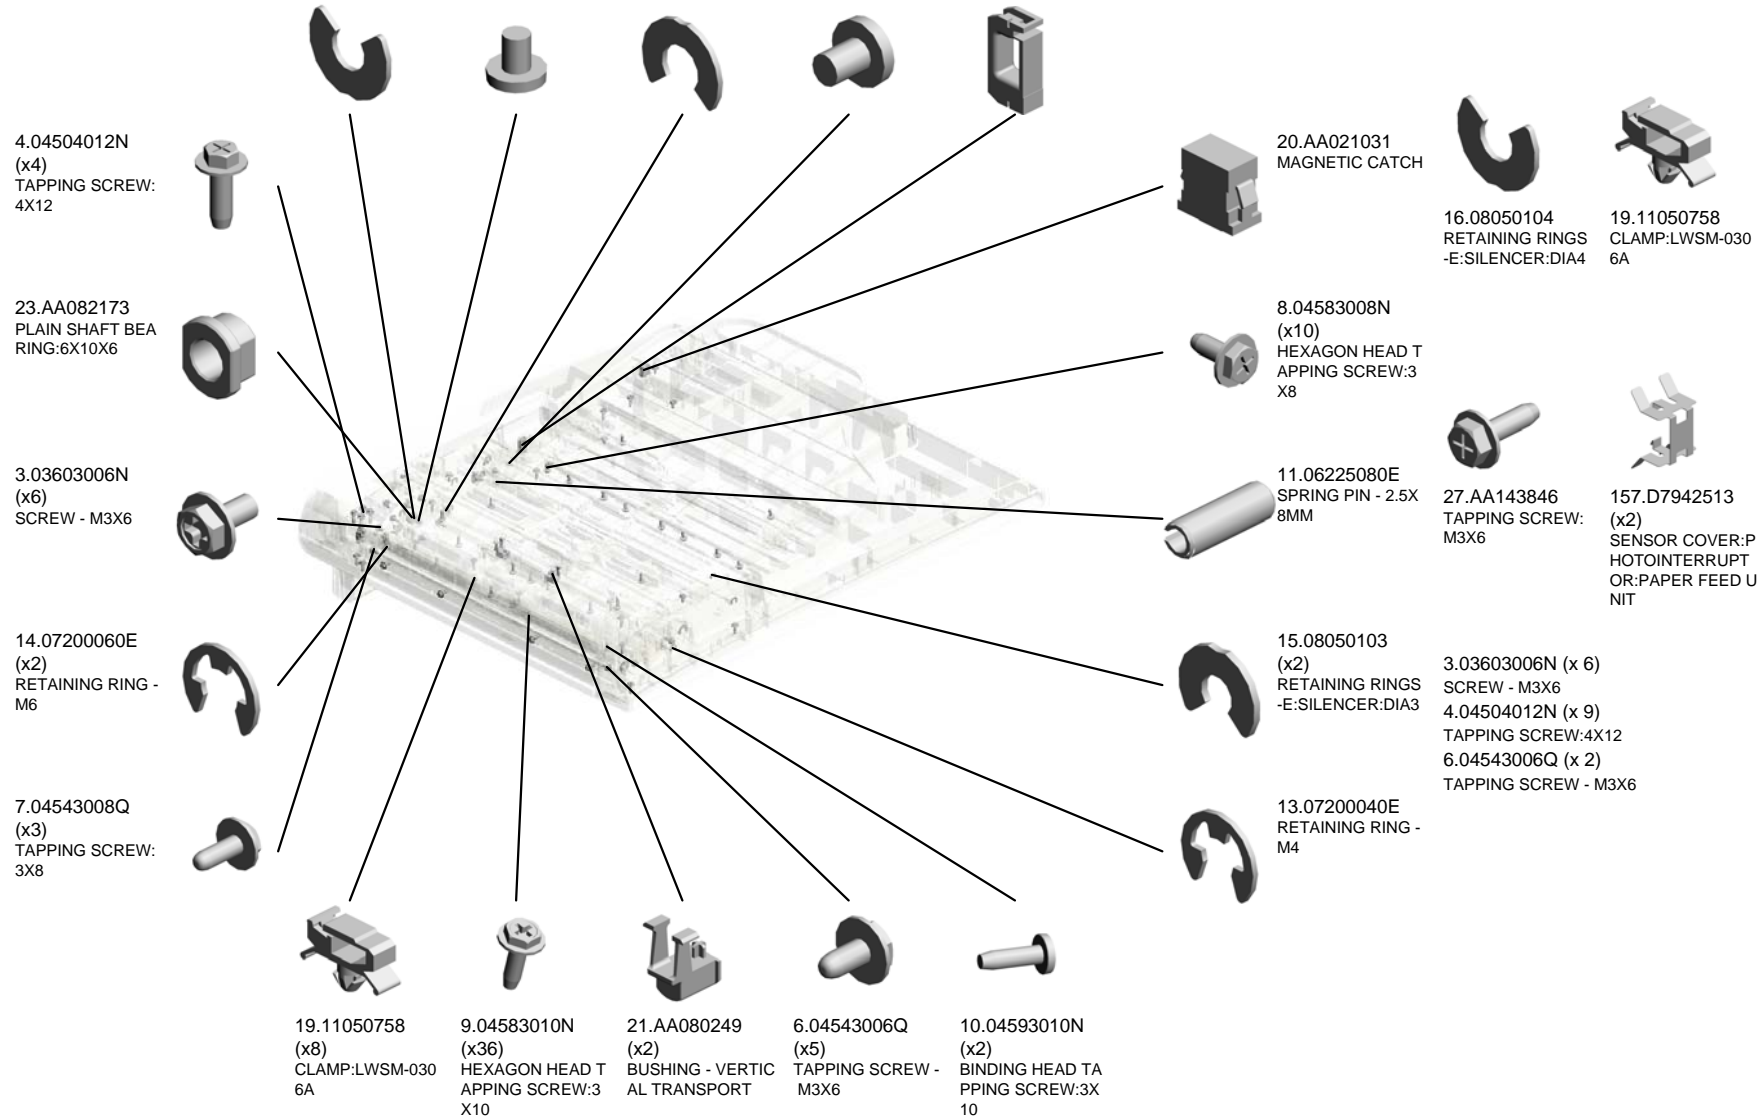 4.04504012N
(x4)
TAPPING SCREW:
4X12
23.AA082173
PLAIN SHAFT BEA
RING:6X10X6
3.03603006N
(x6)
SCREW - M3X6
14.07200060E
(x2)
RETAINING RING -
M6
7.04543008Q
(x3)
TAPPING SCREW:
3X8
19.11050758
(x8)
CLAMP:LWSM-030
6A
9.04583010N
(x36)
HEXAGON HEAD T
APPING SCREW:3
X10
21.AA080249
(x2)
BUSHING - VERTIC
AL TRANSPORT
6.04543006Q
(x5)
TAPPING SCREW -
M3X6
10.04593010N
(x2)
BINDING HEAD TA
PPING SCREW:3X
10
20.AA021031
MAGNETIC CATCH
8.04583008N
(x10)
HEXAGON HEAD T
APPING SCREW:3
X8
11.06225080E
SPRING PIN - 2.5X
8MM
15.08050103
(x2)
RETAINING RINGS
-E:SILENCER:DIA3
13.07200040E
RETAINING RING -
M4
16.08050104
RETAINING RINGS
-E:SILENCER:DIA4
19.11050758
CLAMP:LWSM-030
6A
27.AA143846
TAPPING SCREW:
M3X6
157.D7942513
(x2)
SENSOR COVER:P
HOTOINTERRUPT
OR:PAPER FEED U
NIT
3.03603006N (x 6)
SCREW - M3X6
4.04504012N (x 9)
TAPPING SCREW:4X12
6.04543006Q (x 2)
TAPPING SCREW - M3X6